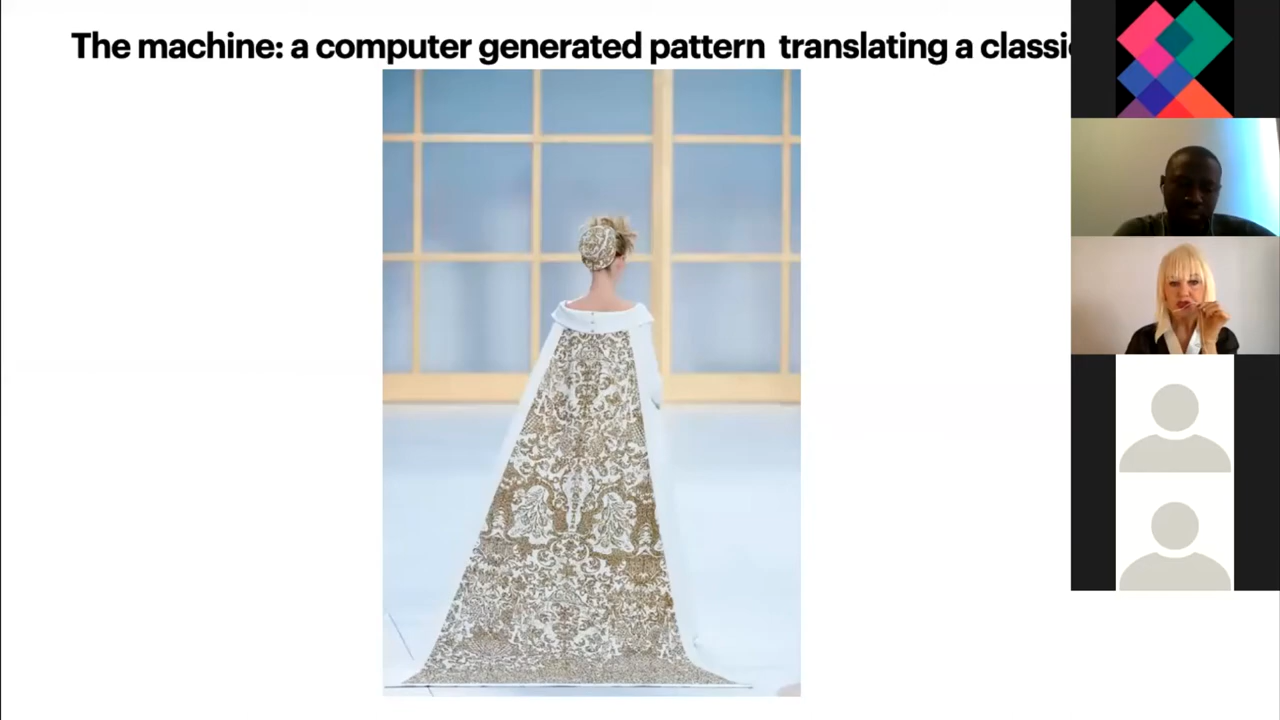 The machine: a computer generated pattern translating a classi